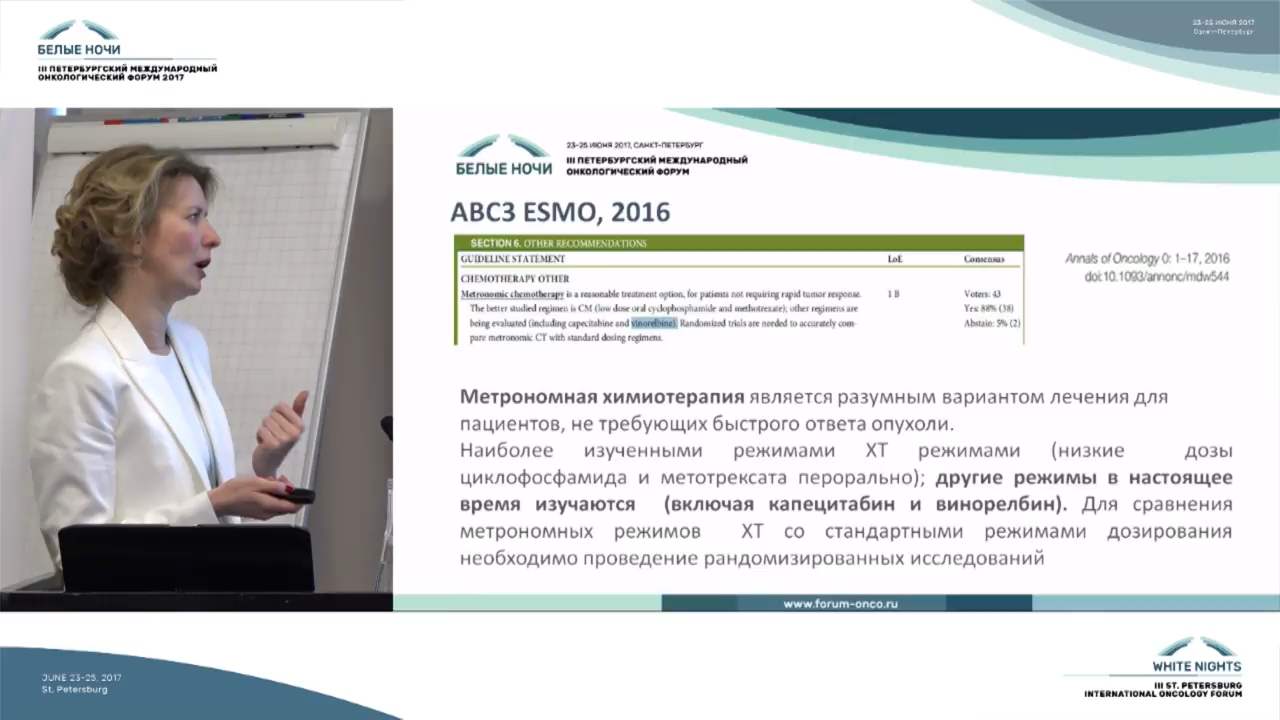 БЕЛЫЕ НОЧИ
III ПЕТЕРБУРГСКИЙ МЕЖДУНАРОДНЫЙ
ОНКОЛОГИЧЕСКИЙ ФОРУМ 2017
23-25 ИЮНЯ 2017
Санкт-Петербург
БЕЛЫЕ НОЧИ
23-25 ИЮНЯ 2017, САНКТ-ПЕТЕРБУРГ
III ПЕТЕРБУРГСКИЙ МЕЖДУНАРОДНЫЙ
ОНКОЛОГИЧЕСКИЙ ФОРУМ
ABC3 ESMO, 2016
SECTION 6. OTHER RECOMMENDATIONS
GUIDELINE STATEMENT LoE Consensus
CHEMOTHERAPY OTHER
Metronomic chemotherapy is a reasonable treatment option, for patients not requiring rapid tumor response. 1 B Voters: 43
The better studied regimen is CM (low dose oral cyclophosphamide and methotrexate); other regimens are Yes: 88% (38)
being evaluated (including capecitabine and vinorelbine). Randomized trials are needed to accurately com- Abstain: 5% (2)
pare metronomic CT with standard dosing regimens.
Annals of Oncology 0: 1–17, 2016
doi:10.1093/annonc/mdw544
Метрономная химиотерапия является разумным вариантом лечения для
пациентов, не требующих быстрого ответа опухоли.
Наиболее изученными режимами ХТ режимами (низкие дозы
циклофосфамида и метотрексата перорально); другие режимы в настоящее
время изучаются (включая капецитабин и винорелбин). Для сравнения
метрономных режимов ХТ со стандартными режимами дозирования
необходимо проведение рандомизированных исследований
www.forum-onco.ru
JUNE 23-25, 2017
St. Petersburg
WHITE NIGHTS
III ST. PETERSBURG
INTERNATIONAL ONCOLOGY FORUM